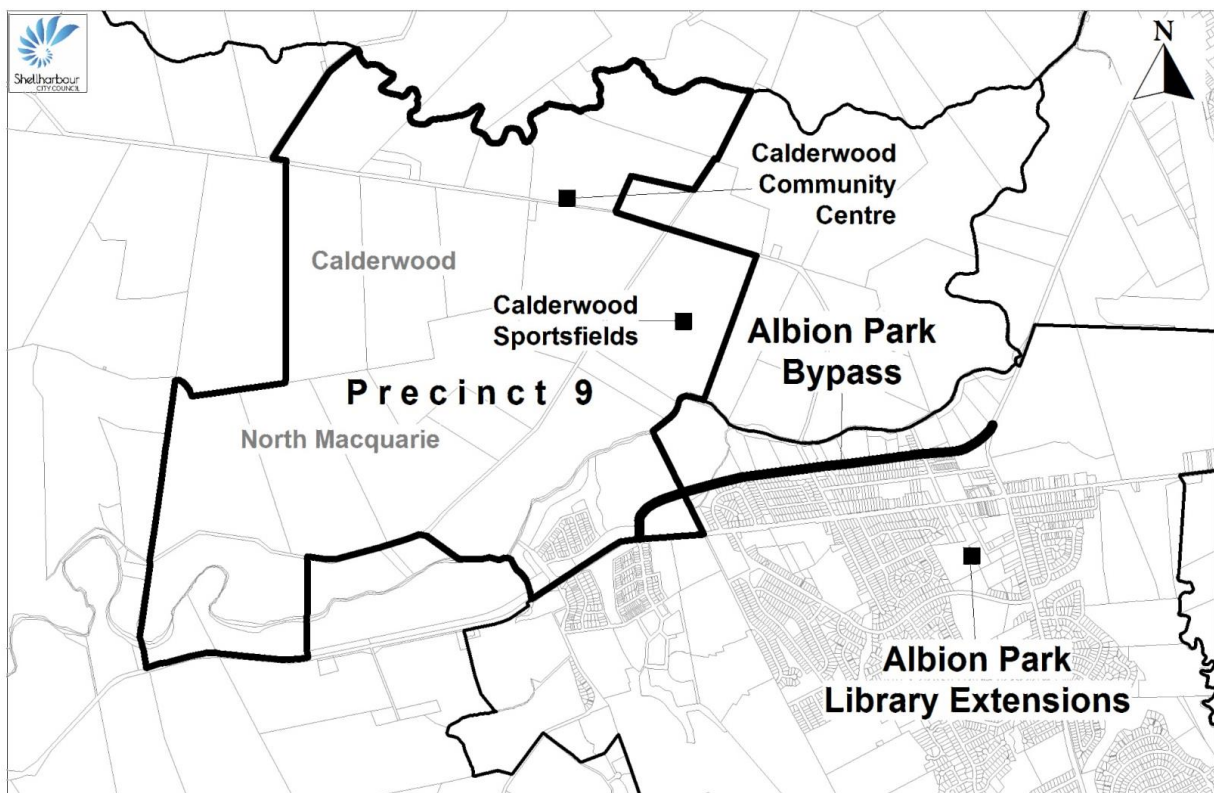 Shellharbour
CITY COUNCIL
N
Calderwood
Community
Centre
Calderwood
Calderwood
Sportsfields
Albion Park
Bypass
Precinct 9
North Macquarie
Albion Park
Library Extensions